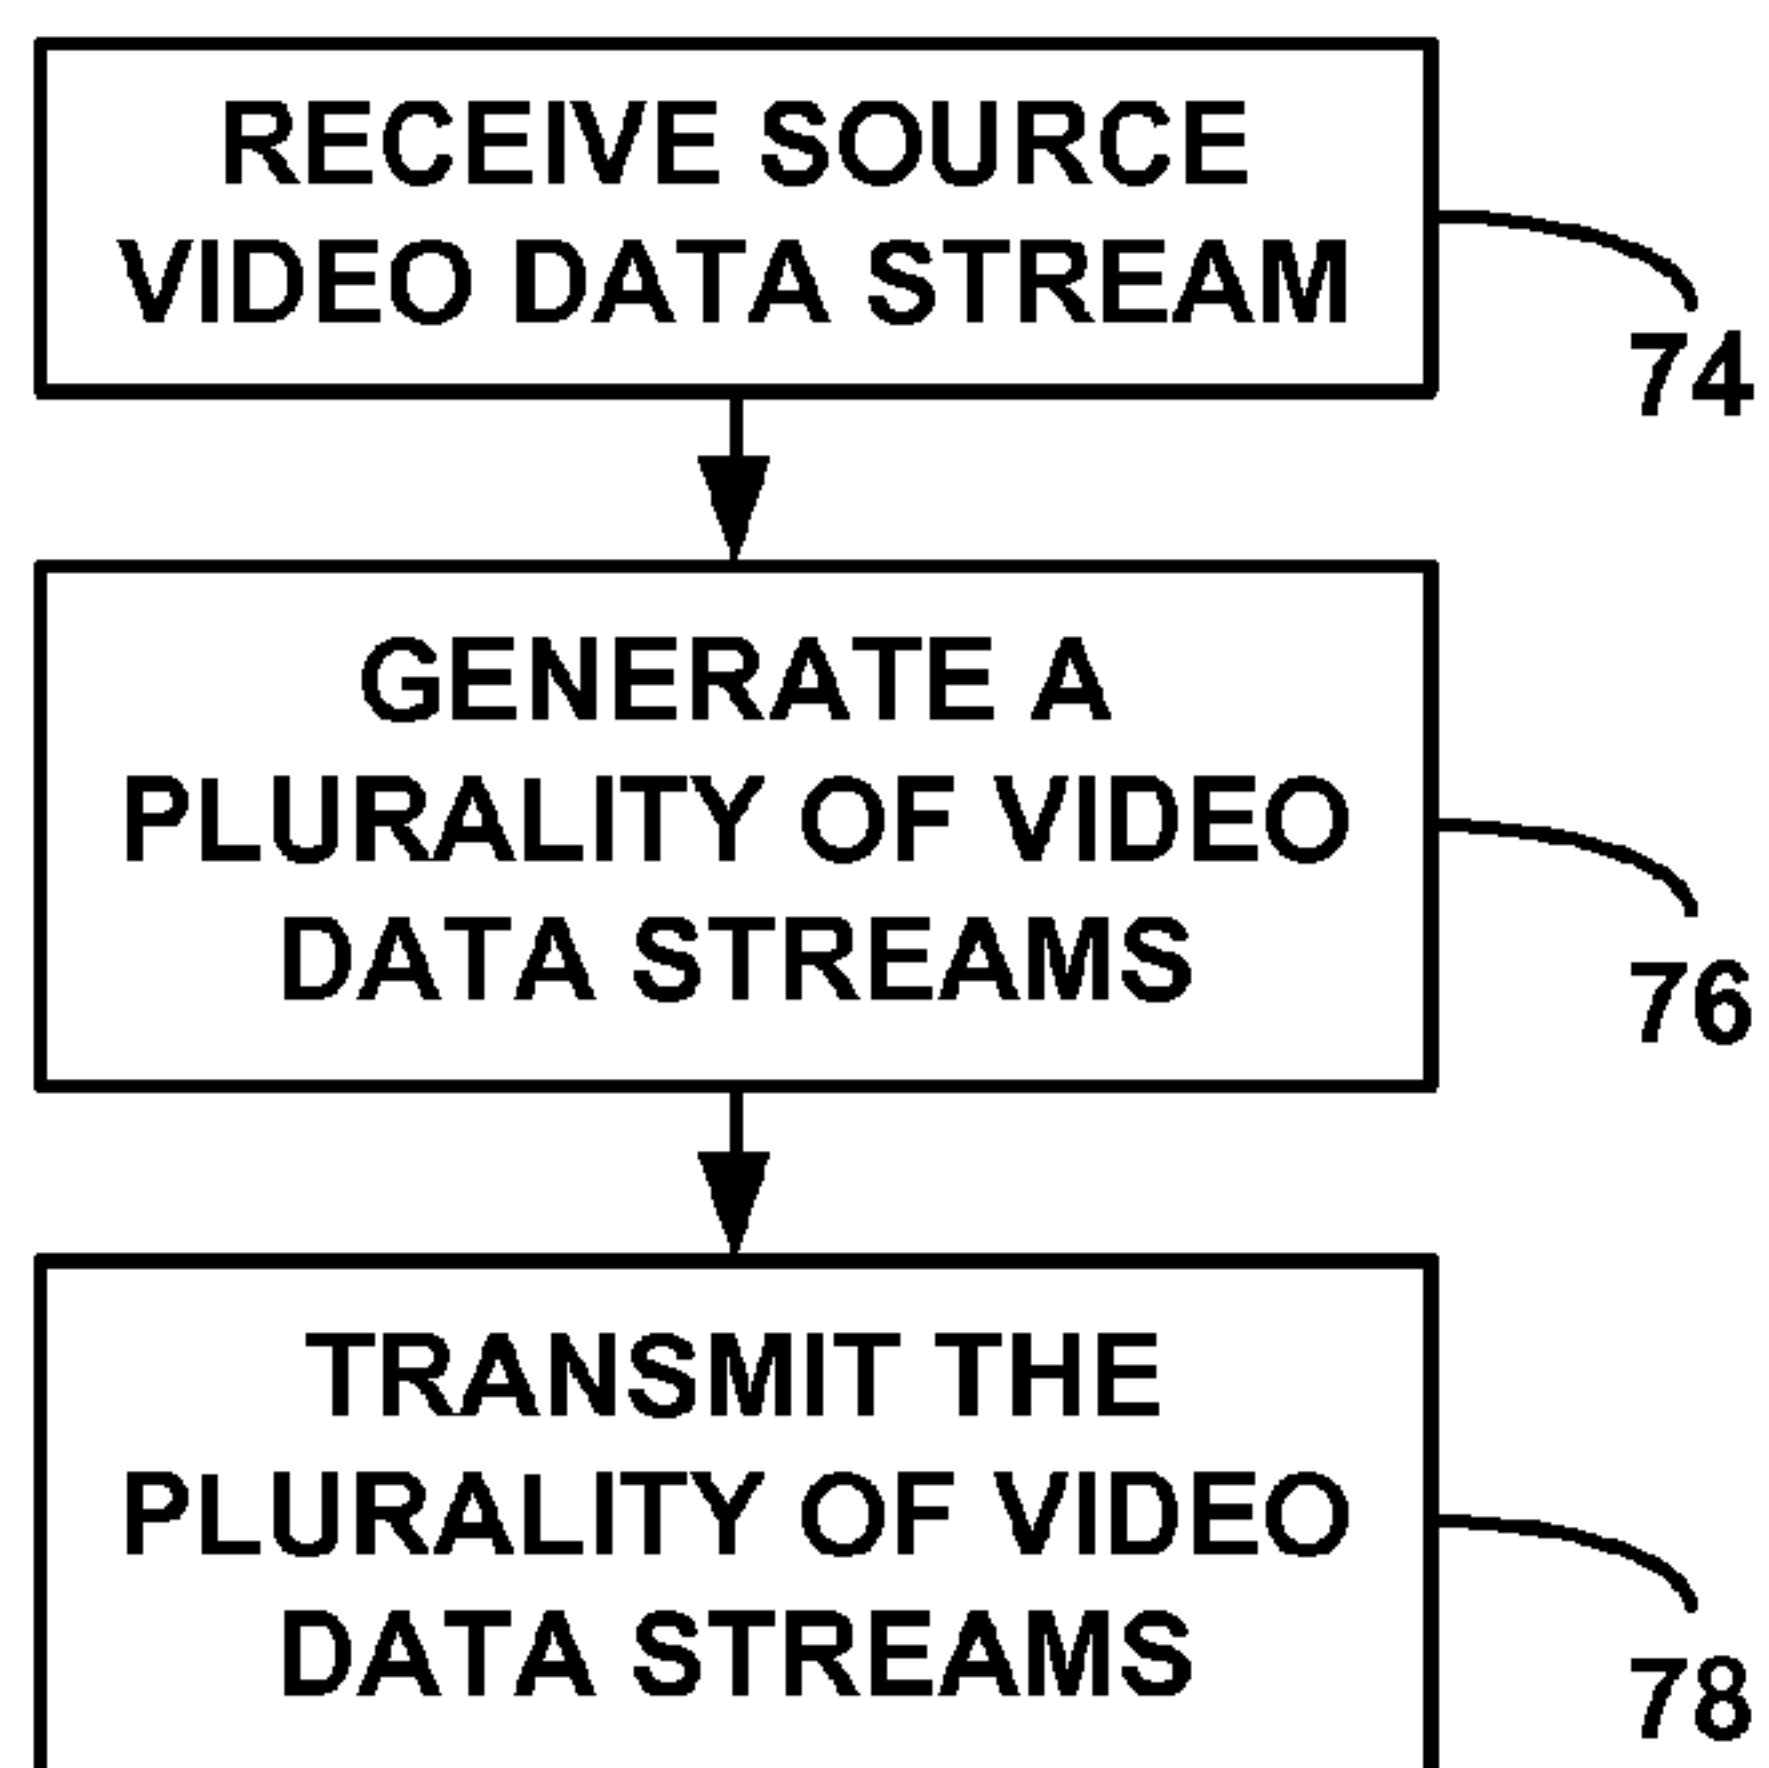 RECEIVE SOURCE
VIDEO DATA STREAM
74
GENERATE A
PLURALITY OF VIDEO
DATA STREAMS
76
TRANSMIT THE
PLURALITY OF VIDEO
DATA STREAMS
78